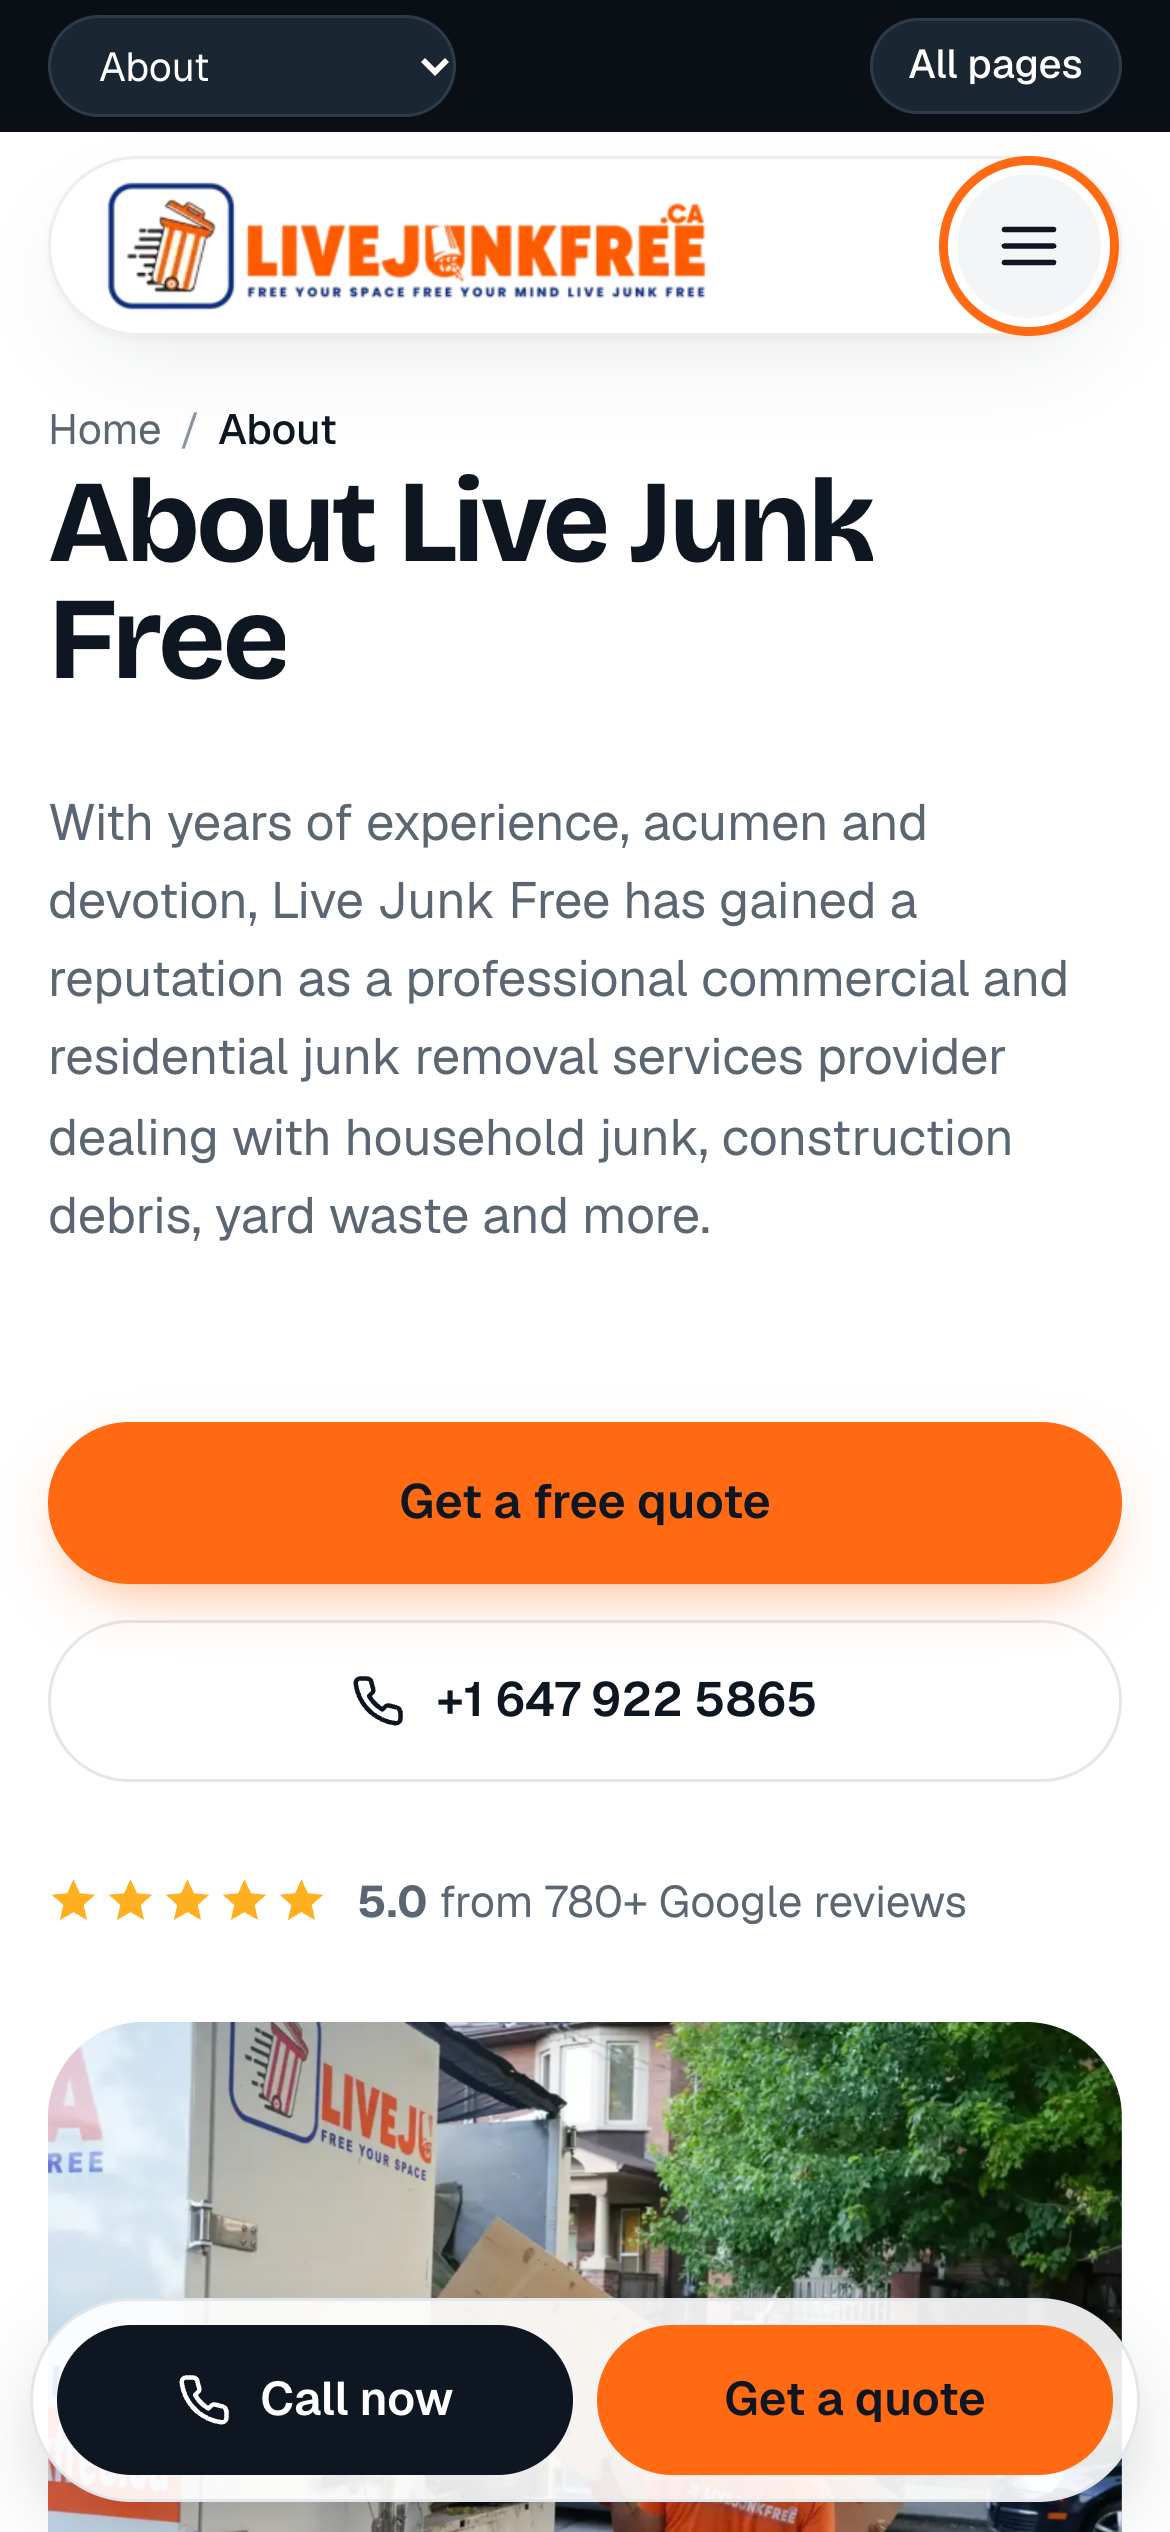 About
All pages
LIVEJUNKFREE.CA
FREE YOUR SPACE FREE YOUR MIND LIVE JUNK FREE
Home / About
About Live Junk
Free
With years of experience, acumen and
devotion, Live Junk Free has gained a
reputation as a professional commercial and
residential junk removal services provider
dealing with household junk, construction
debris, yard waste and more.
Get a free quote
+1 647 922 5865
5.0 from 780+ Google reviews
A
REE
LIVEJU
FREE YOUR SPACE
Call now
Get a quote
LIVEJUNKFREE